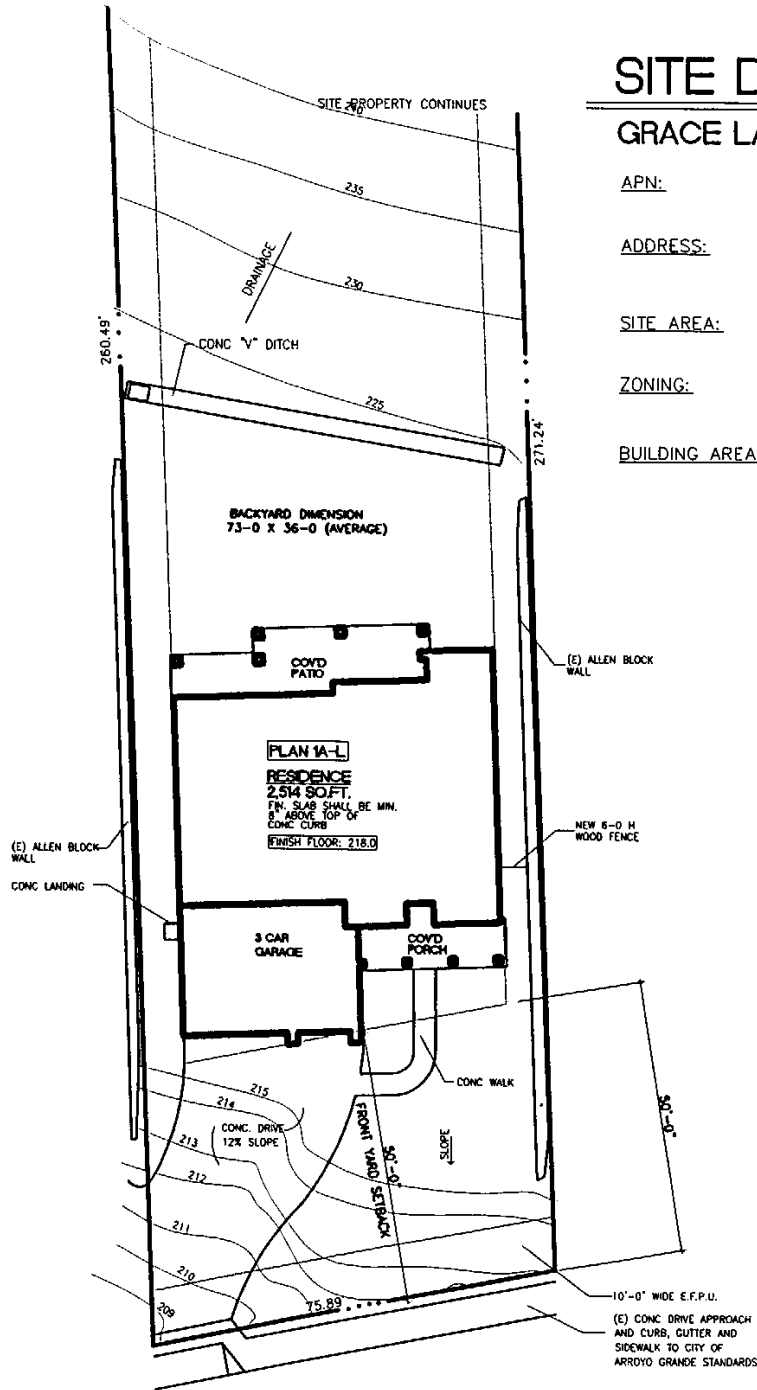 SITE D
GRACE LA
APN:
ADDRESS:
SITE AREA:
ZONING:
BUILDING AREA
SITE PROPERTY CONTINUES
240
235
230
DRAINAGE
260.49'
CONC "V" DITCH
225
271.24'
BACKYARD DIMENSION
73-0 X 36-0 (AVERAGE)
(E) ALLEN BLOCK
WALL
COV'D
PATIO
PLAN 1A-L
RESIDENCE
2,514 SQ.FT.
FIN. SLAB SHALL BE MIN.
8" ABOVE TOP OF
CONC CURB
FINISH FLOOR: 218.0
NEW 6-0 H
WOOD FENCE
(E) ALLEN BLOCK
WALL
CONC LANDING
3 CAR
GARAGE
COV'D
PORCH
CONC WALK
215
214
CONC. DRIVE
12% SLOPE
213
212
211
210
209
FRONT YARD SETBACK
50'-0"
SLOPE
50'-0"
75.89
10'-0" WIDE E.F.P.U.
(E) CONC DRIVE APPROACH
AND CURB, GUTTER AND
SIDEWALK TO CITY OF
ARROYO GRANDE STANDARDS